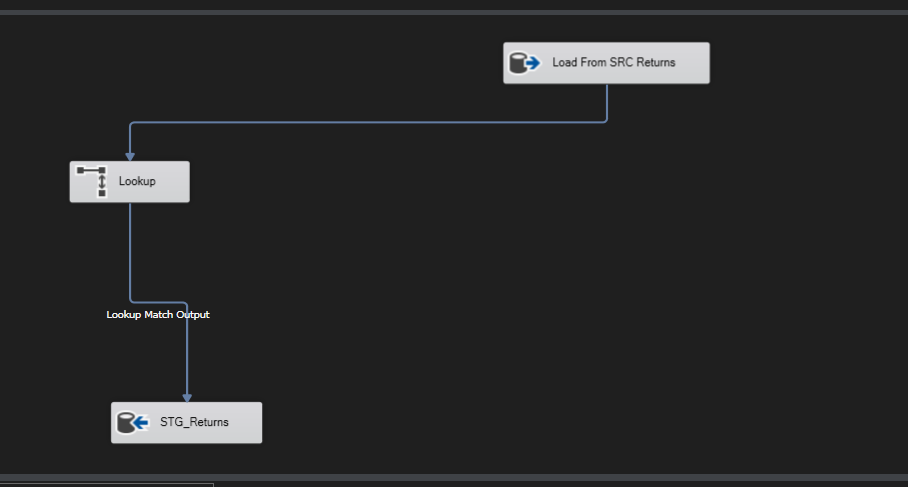 Load From SRC Returns
Lookup
Lookup Match Output
STG_Returns